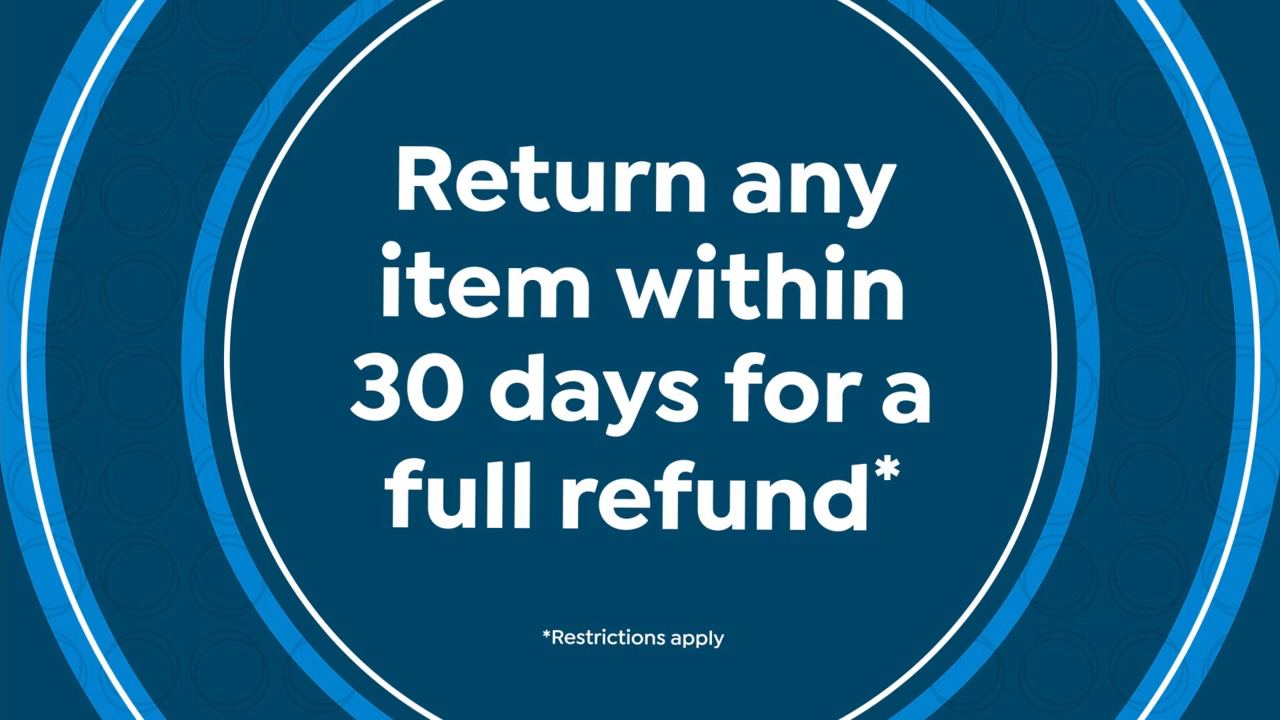 Return any
item within
30 days for a
full refund*
*Restrictions apply